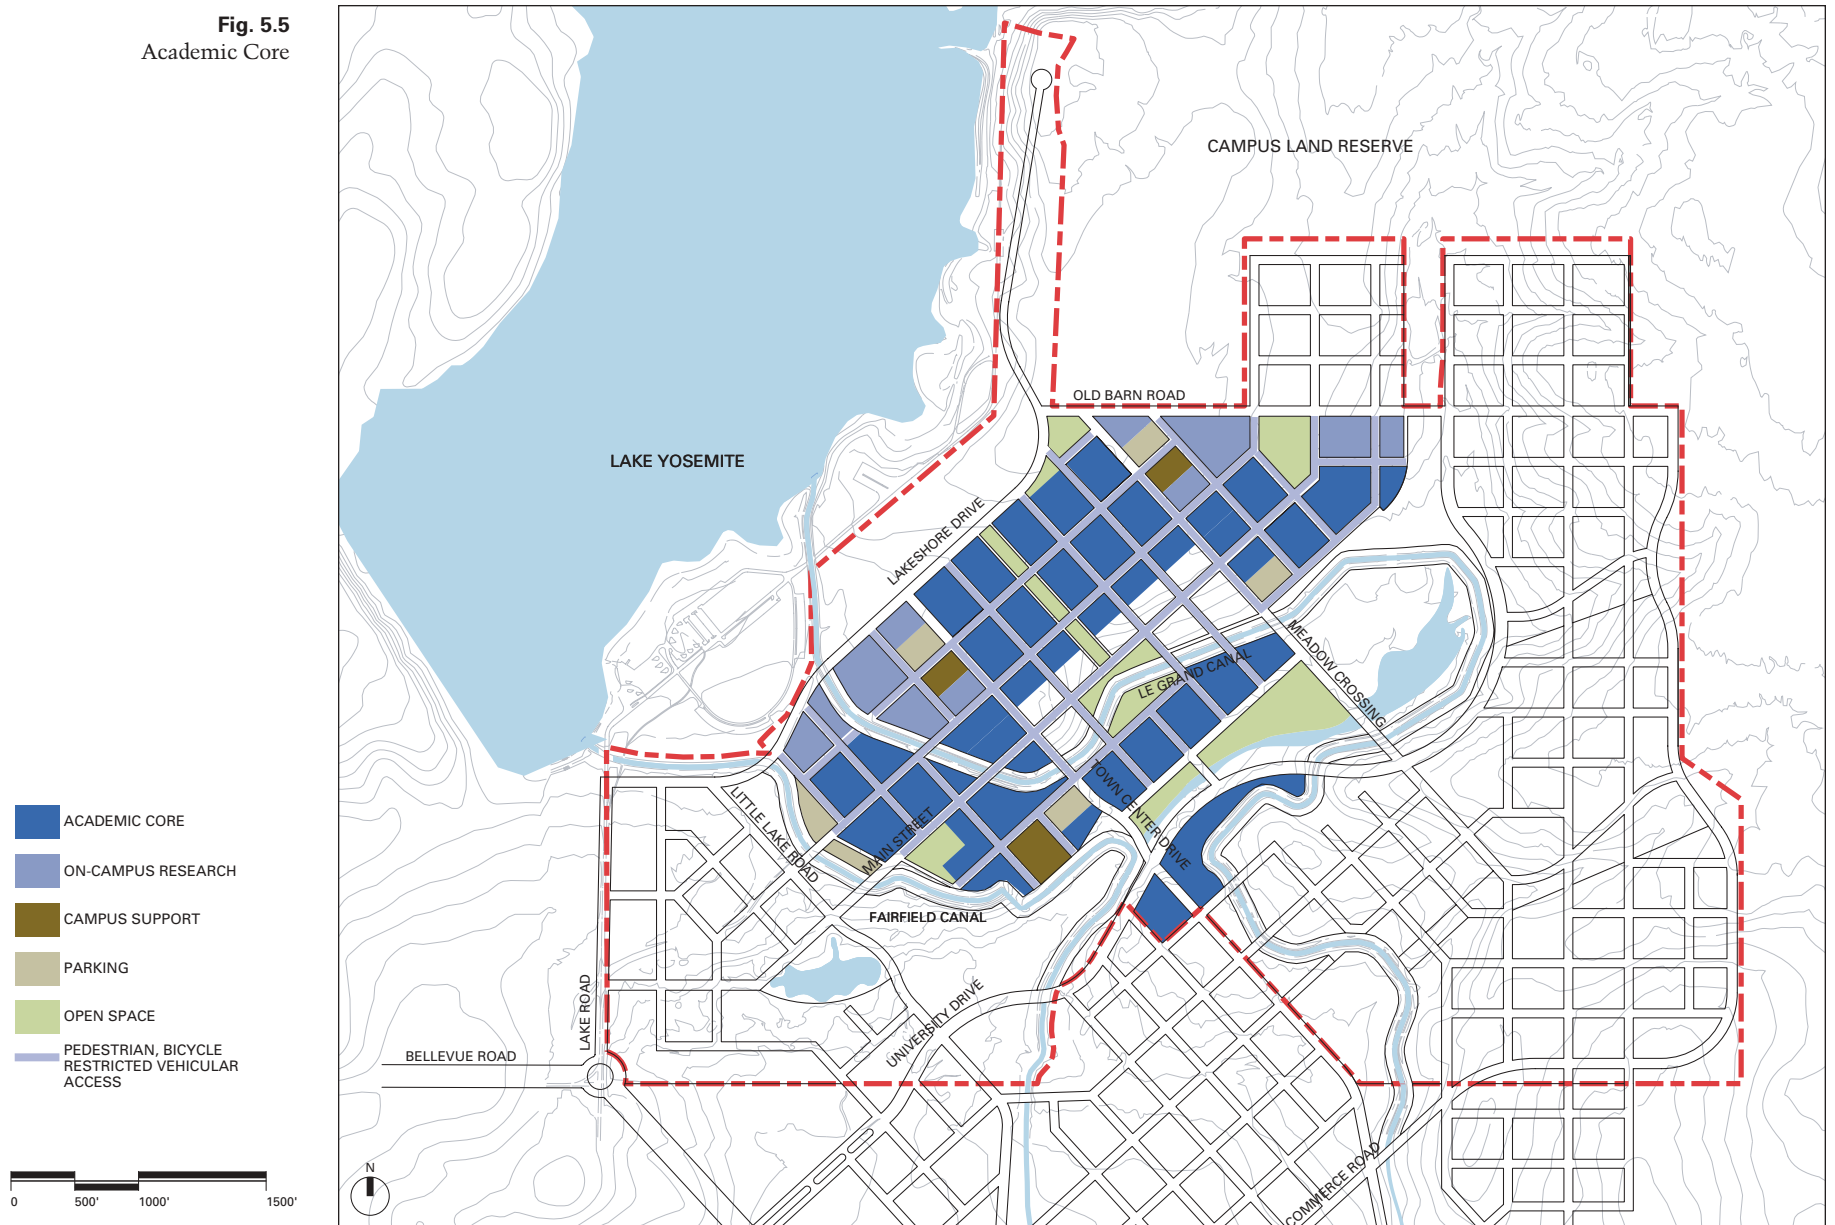 Fig. 5.5
Academic Core
CAMPUS LAND RESERVE
OLD BARN ROAD
LAKE YOSEMITE
LAKESHORE DRIVE
MEADOW CROSSING
LE GRAND CANAL
TOWN CENTER DRIVE
LITTLE LAKE ROAD
MAIN STREET
FAIRFIELD CANAL
LAKE ROAD
UNIVERSITY DRIVE
BELLEVUE ROAD
COMMERCE ROAD
ACADEMIC CORE
ON-CAMPUS RESEARCH
CAMPUS SUPPORT
PARKING
OPEN SPACE
PEDESTRIAN, BICYCLE
RESTRICTED VEHICULAR
ACCESS
N
0 500' 1000' 1500'